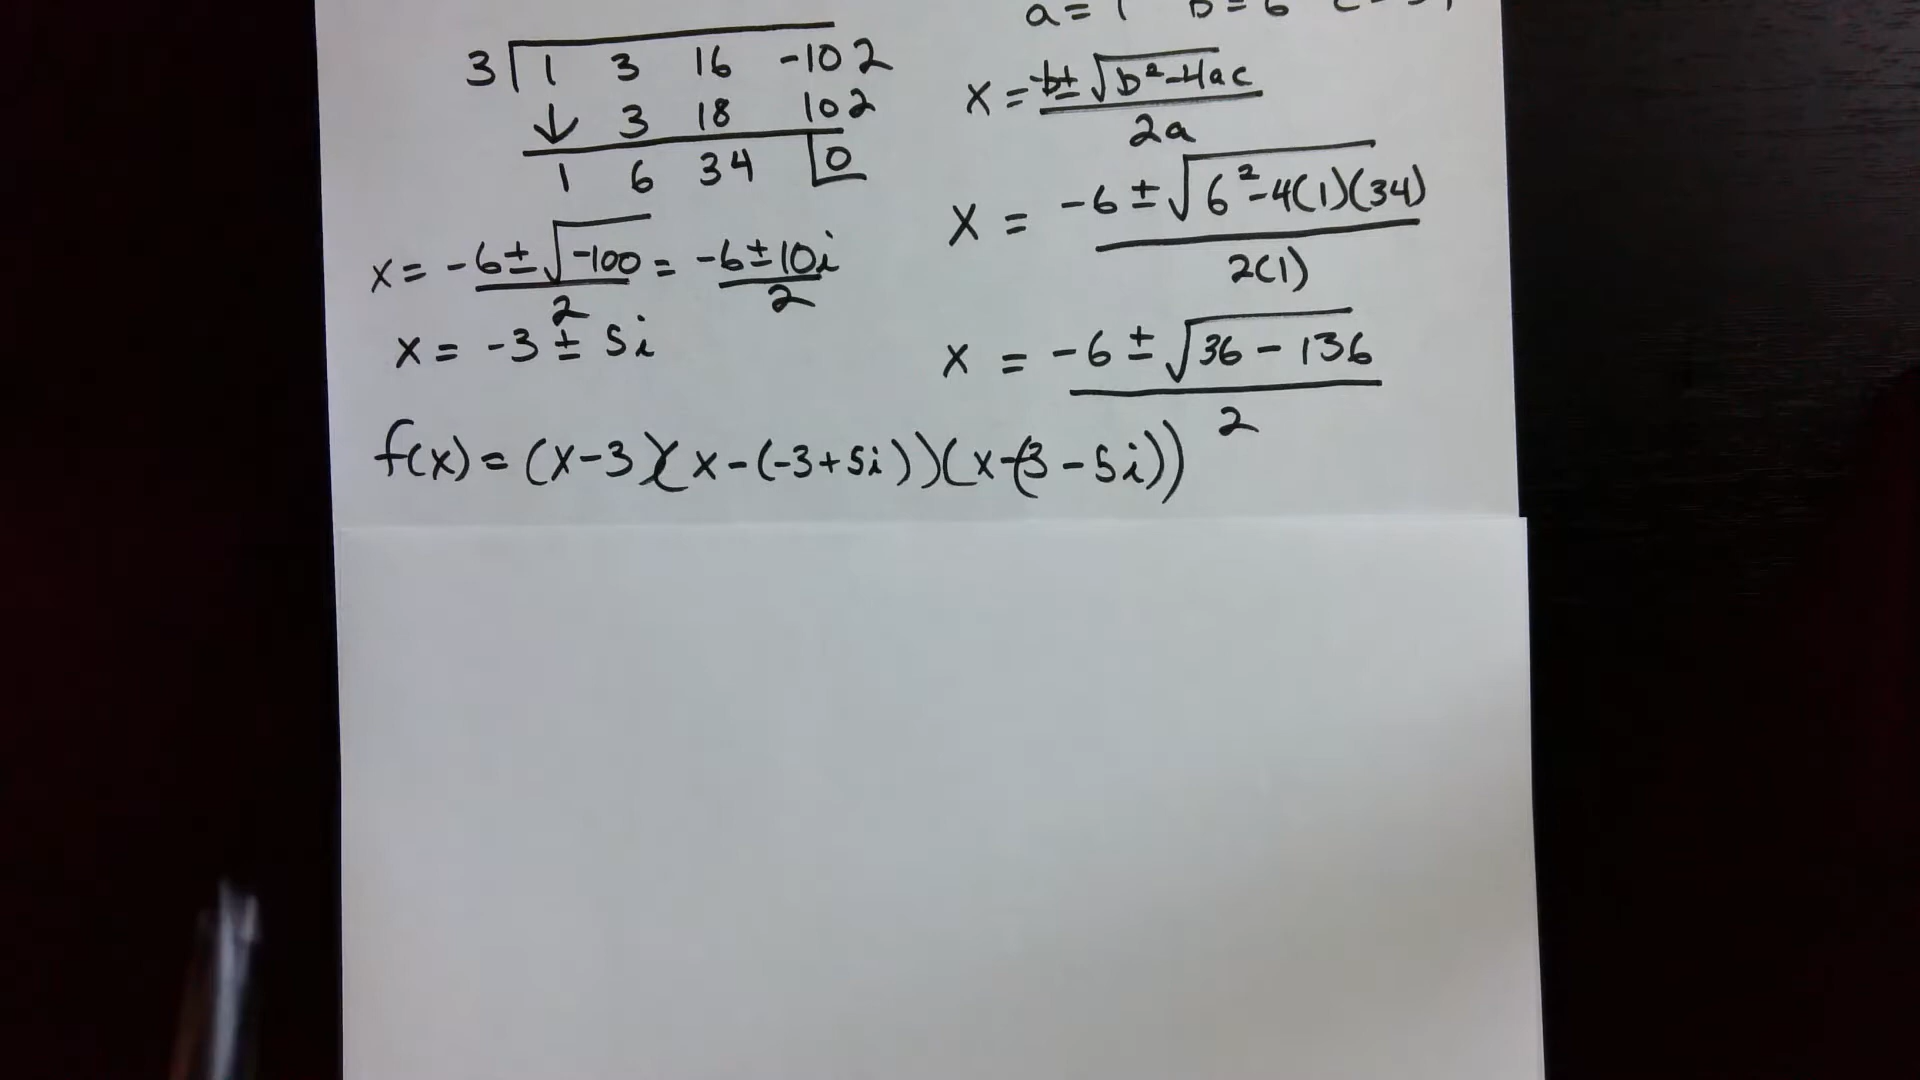 3 | 1 3 16 -102
↓ 3 18 102
1 6 34 | 0
x = -6 ± √-100 / 2 = -6 ± 10i / 2
x = -3 ± 5i
a = 1 b = 6
x = -b ± √b² - 4ac / 2a
x = -6 ± √6² - 4(1)(34) / 2(1)
x = -6 ± √36 - 136 / 2
f(x) = (x-3)(x-(-3+5i))(x-(3-5i))